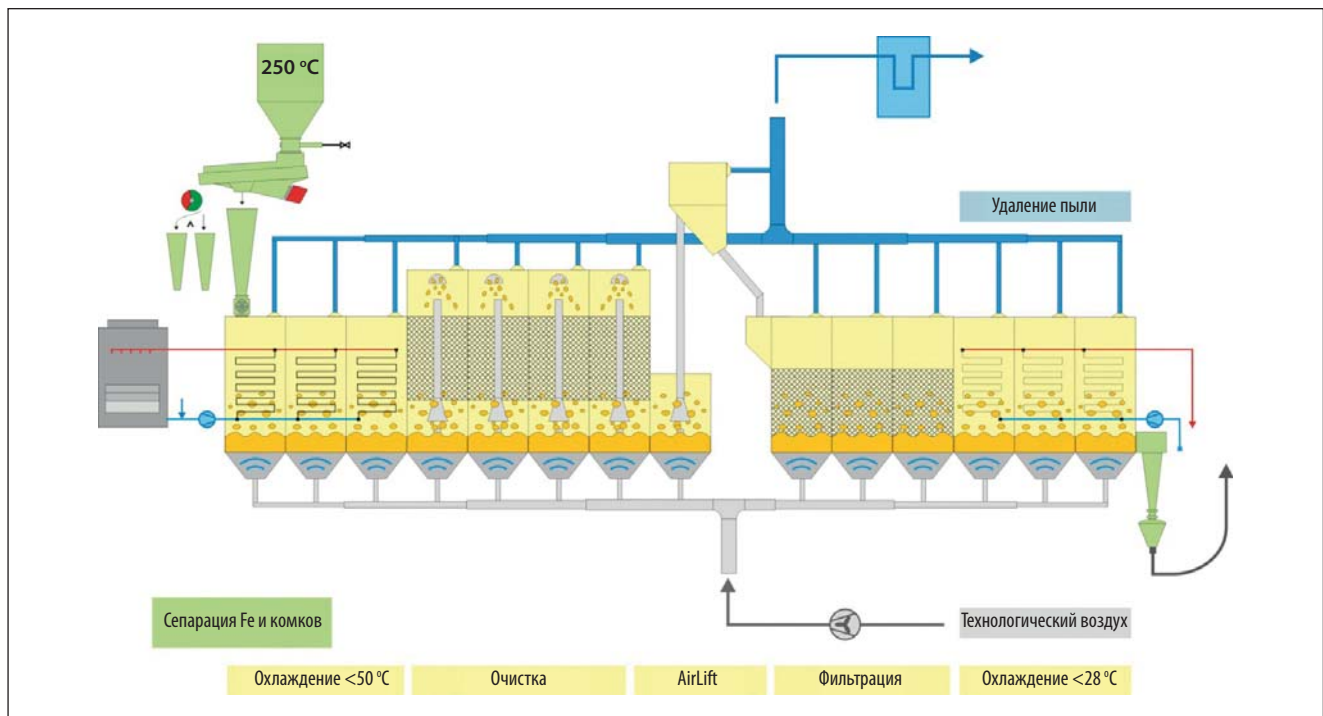 250 °C
Удаление пыли
Сепарация Fe и комков
Технологический воздух
Охлаждение <50 °C
Очистка
AirLift
Фильтрация
Охлаждение <28 °C